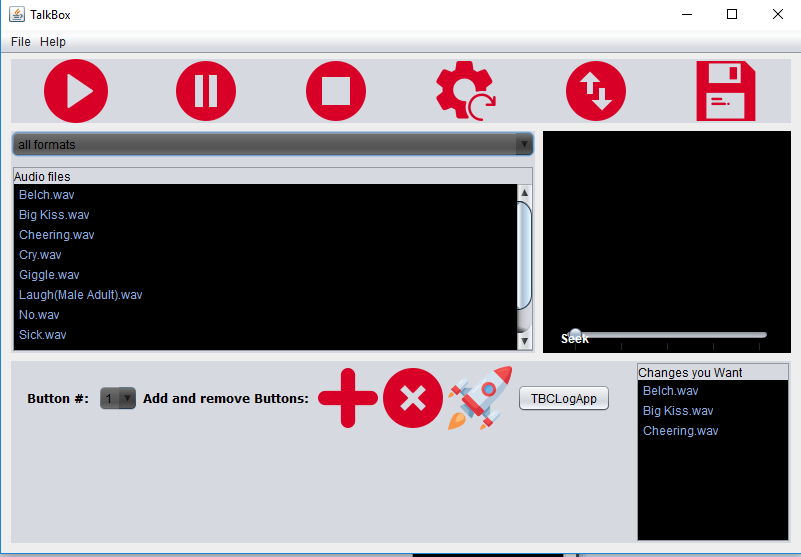 TalkBox
File Help
all formats
Audio files
Belch.wav
Big Kiss.wav
Cheering.wav
Cry.wav
Giggle.wav
Laugh(Male Adult).wav
No.wav
Sick.wav
Seek
Button #: 1 Add and remove Buttons: TBCLogApp
Changes you Want
Belch.wav
Big Kiss.wav
Cheering.wav